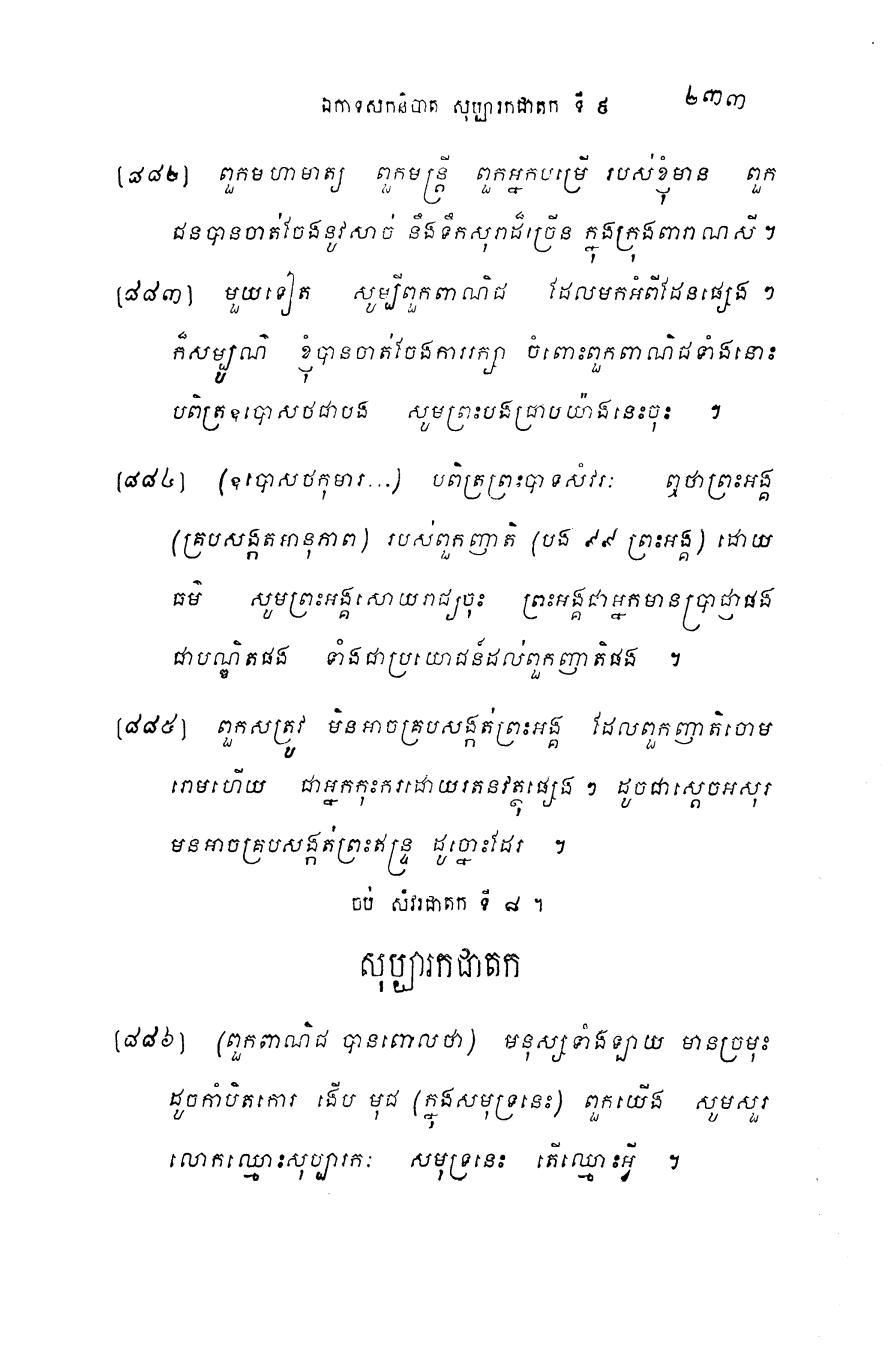 ឯកាទសកនិបាត សុប្បារកជាតក ទី ៩ ២៣៣
[៨៨២] ពួកមហាមាត្យ ពួកមន្ត្រី ពួកអ្នកបម្រើ របស់ខ្ញុំមាន ពួក
ជនបានចាត់ចែងនូវសាច់ នឹងទឹកសុរាដ៏ច្រើន ក្នុងក្រុងពារាណសី ។
[៨៨៣] មួយទៀត សូម្បីពួកពាណិជ ដែលមកអំពីដែនផ្សេង ៗ
ក៏សម្បូណ៌ ខ្ញុំបានចាត់ចែងការរក្សា ចំពោះពួកពាណិជទាំងនោះ
បពិត្រឧបោសថជាបង សូមព្រះបងជ្រាបយ៉ាងនេះចុះ ។
[៨៨៤] (ឧបោសថកុមារ...) បពិត្រព្រះបាទសំវរៈ ឮថាព្រះអង្គ
(គ្របសង្កតអានុភាព) របស់ពួកញាតិ (បង ៩៩ ព្រះអង្គ) ដោយ
ធម៌ សូមព្រះអង្គសោយរាជ្យចុះ ព្រះអង្គជាអ្នកមានប្រាជ្ញាផង
ជាបណ្ឌិតផង ទាំងជាប្រយោជន៍ដល់ពួកញាតិផង ។
[៨៨៥] ពួកសត្រូវ មិនអាចគ្របសង្កត់ព្រះអង្គ ដែលពួកញាតិចោម
រោមហើយ ជាអ្នកកុះករដោយរតនវត្ថុផ្សេង ៗ ដូចជាស្តេចអសុរ
មនអាចគ្របសង្កត់ព្រះឥន្ទ្រ ដូច្នោះដែរ ។
ចប់ សំវរជាតក ទី ៨ ។
សុប្បារកជាតក
[៨៨៦] (ពួកពាណិជ បានពោលថា) មនុស្សទាំងឡាយ មានច្រមុះ
ដូចកាំបិតកោរ ងើប មុជ (ក្នុងសមុទ្រនេះ) ពួកយើង សូមសួរ
លោកឈ្មោះសុប្បារកៈ សមុទ្រនេះ តើឈ្មោះអ្វី ។